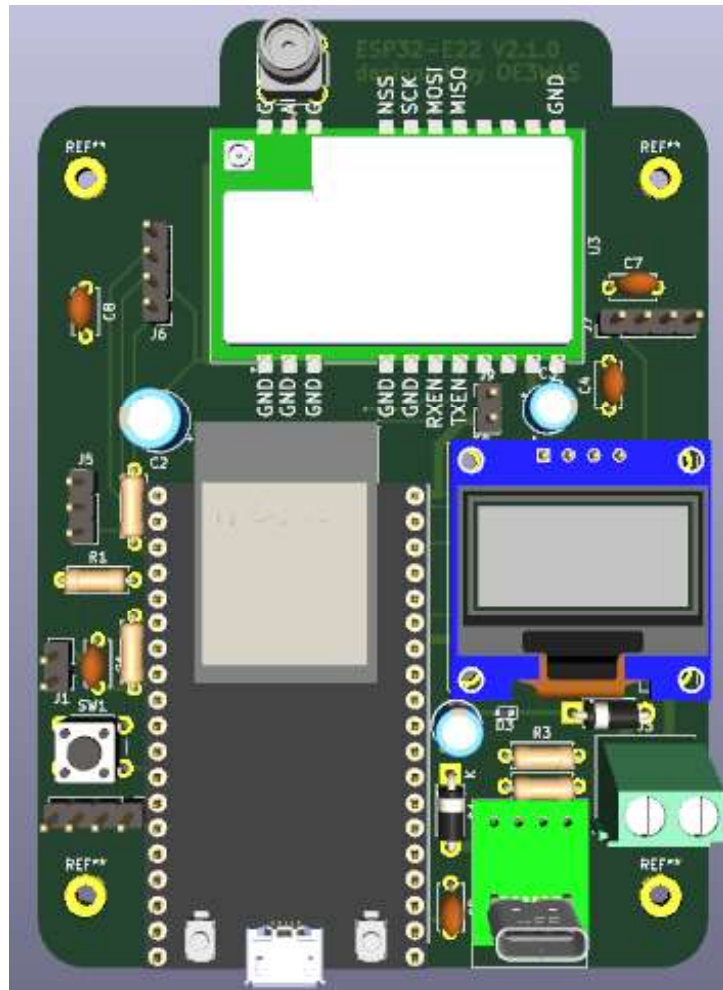 ESP32-E22 V2.1.0
designed by OE3WAS
NSS
SCK
MOSI
MISO
GND
REF**
REF**
U3
C7
C8
J6
J7
C4
GND
GND
GND
GND
GND
RXEN
TXEN
C2
J5
R1
J1
SW1
D3
R3
K
REF**
REF**